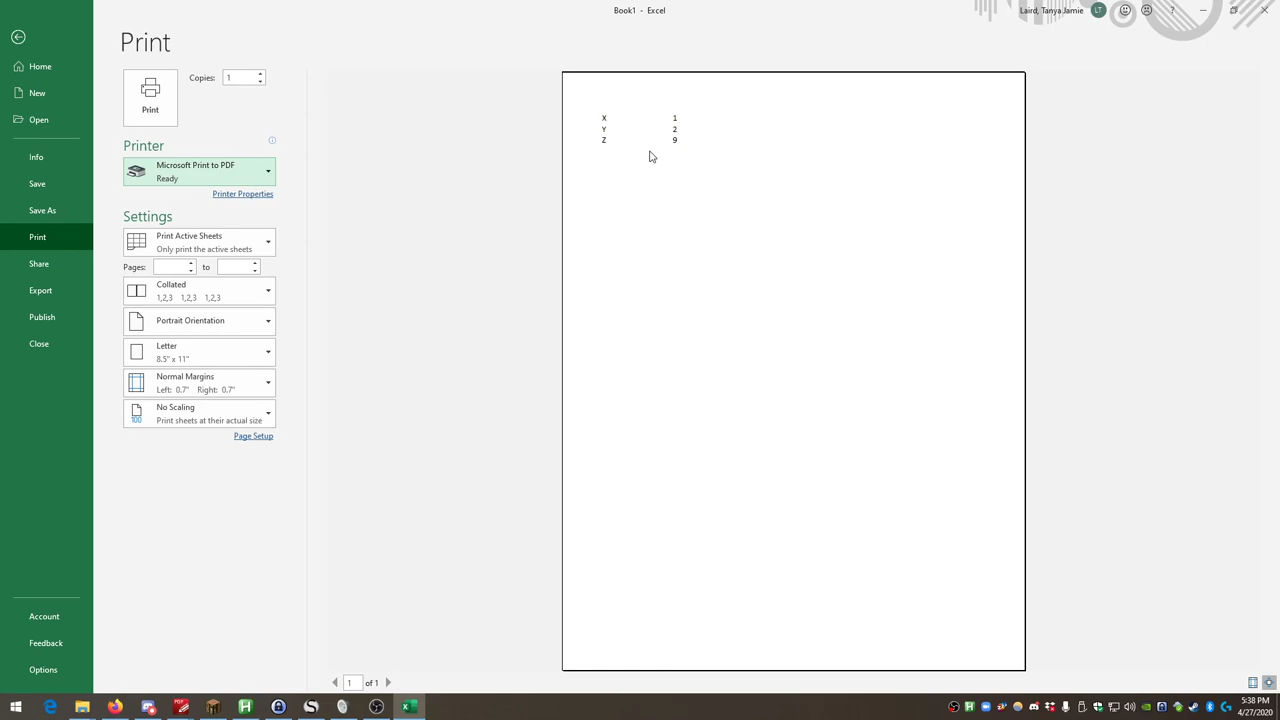 Book1 - Excel
Laird, Tanya Jamie
LT
?
Print
Home
New
Open
Info
Save
Save As
Print
Share
Export
Publish
Close
Account
Feedback
Options
Print
Copies: 1
Printer
Microsoft Print to PDF
Ready
Printer Properties
Settings
Print Active Sheets
Only print the active sheets
Pages: to
Collated
1,2,3 1,2,3 1,2,3
Portrait Orientation
Letter
8.5" x 11"
Normal Margins
Left: 0.7" Right: 0.7"
No Scaling
100
Print sheets at their actual size
Page Setup
X 1
Y 2
Z 9
1 of 1
5:38 PM
4/27/2020